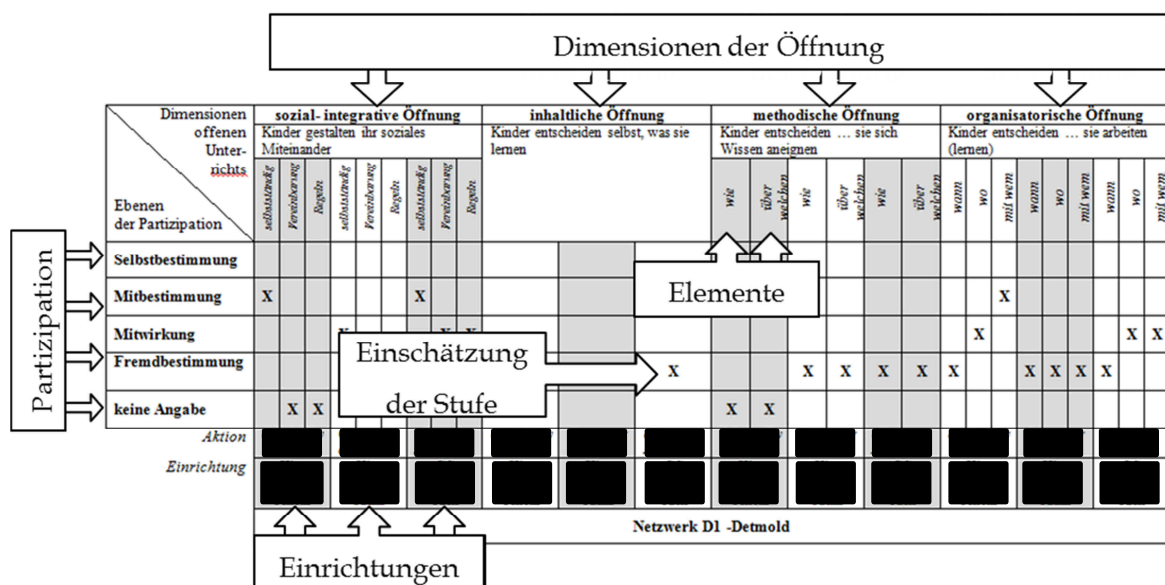 Dimensionen der Öffnung
Dimensionen
offenen
Unter-
richts
Ebenen
der Partizipation
sozial- integrative Öffnung
Kinder gestalten ihr soziales
Miteinander
inhaltliche Öffnung
Kinder entscheiden selbst, was sie
lernen
methodische Öffnung
Kinder entscheiden … sie sich
Wissen aneignen
organisatorische Öffnung
Kinder entscheiden … sie arbeiten
(lernen)
selbstständig
Vereinbarung
Regeln
selbstständig
Vereinbarung
Regeln
selbstständig
Vereinbarung
Regeln
wie
über welchen
wie
über welchen
wie
über welchen
wann
wo
mit wem
wann
wo
mit wem
wann
wo
mit wem
Partizipation
Selbstbestimmung
Elemente
Mitbestimmung X X X
Mitwirkung X X X
Einschätzung
der Stufe
Fremdbestimmung X X X X X X X X X X
keine Angabe X X X X
Aktion
Einrichtung
Netzwerk D1 -Detmold
Einrichtungen